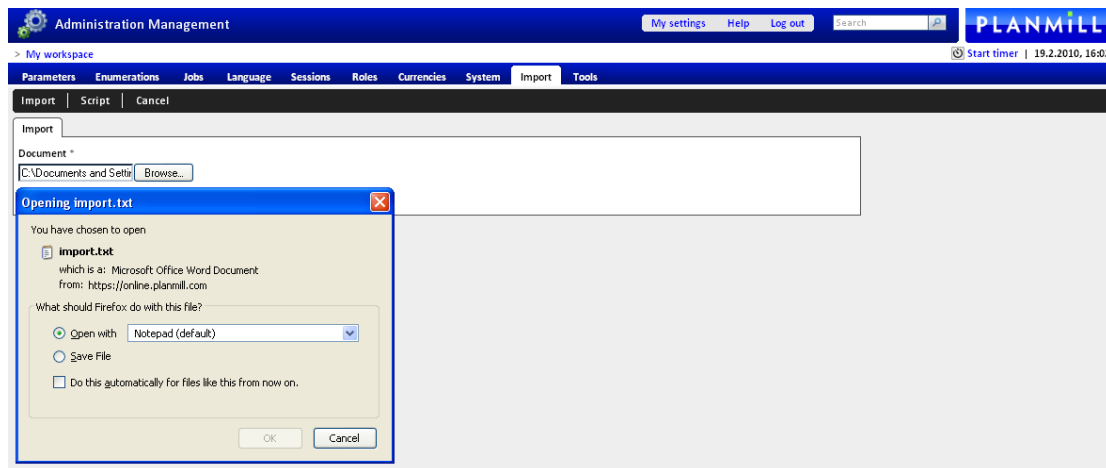 Administration Management
My settings Help Log out Search PLANMILL
> My workspace Start timer | 19.2.2010, 16:0
Parameters Enumerations Jobs Language Sessions Roles Currencies System Import Tools
Import | Script | Cancel
Import
Document *
C:\Documents and Settin Browse...
Opening import.txt
You have chosen to open
import.txt
which is a: Microsoft Office Word Document
from: https://online.planmill.com
What should Firefox do with this file?
Open with Notepad (default)
Save File
Do this automatically for files like this from now on.
OK Cancel